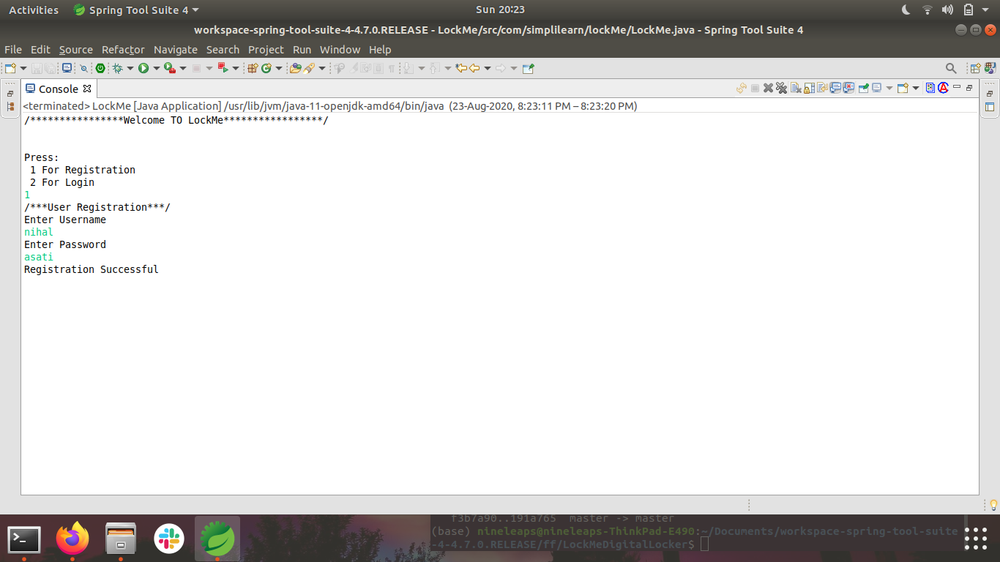 Activities Spring Tool Suite 4 Sun 20:23
workspace-spring-tool-suite-4-4.7.0.RELEASE - LockMe/src/com/simplilearn/lockMe/LockMe.java - Spring Tool Suite 4
File Edit Source Refactor Navigate Search Project Run Window Help
Console
<terminated> LockMe [Java Application] /usr/lib/jvm/java-11-openjdk-amd64/bin/java (23-Aug-2020, 8:23:11 PM – 8:23:20 PM)
/****************Welcome TO LockMe*****************/
Press:
1 For Registration
2 For Login
1
/***User Registration***/
Enter Username
nihal
Enter Password
asati
Registration Successful
f3b7a90..191a765 master -> master
(base) nineleaps@nineleaps-ThinkPad-E490:~/Documents/workspace-spring-tool-suite
-4-4.7.0.RELEASE/ff/LockMeDigitalLocker$